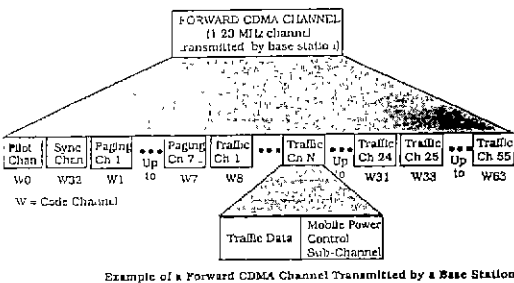 FORWARD CDMA CHANNEL
(1 23 MHz channel
transmitted by base station)
Pilot Chan
Sync Chan
Paging Ch 1
Up to
Paging Ch 7
Traffic Ch 1
Traffic Ch N
Up to
Traffic Ch 24
Traffic Ch 25
Up to
Traffic Ch 55
W0 W32 W1 W7 W8 W31 W33 W63
W = Code Channel
Traffic Data
Mobile Power
Control
Sub-Channel
Example of a Forward CDMA Channel Transmitted by a Base Station